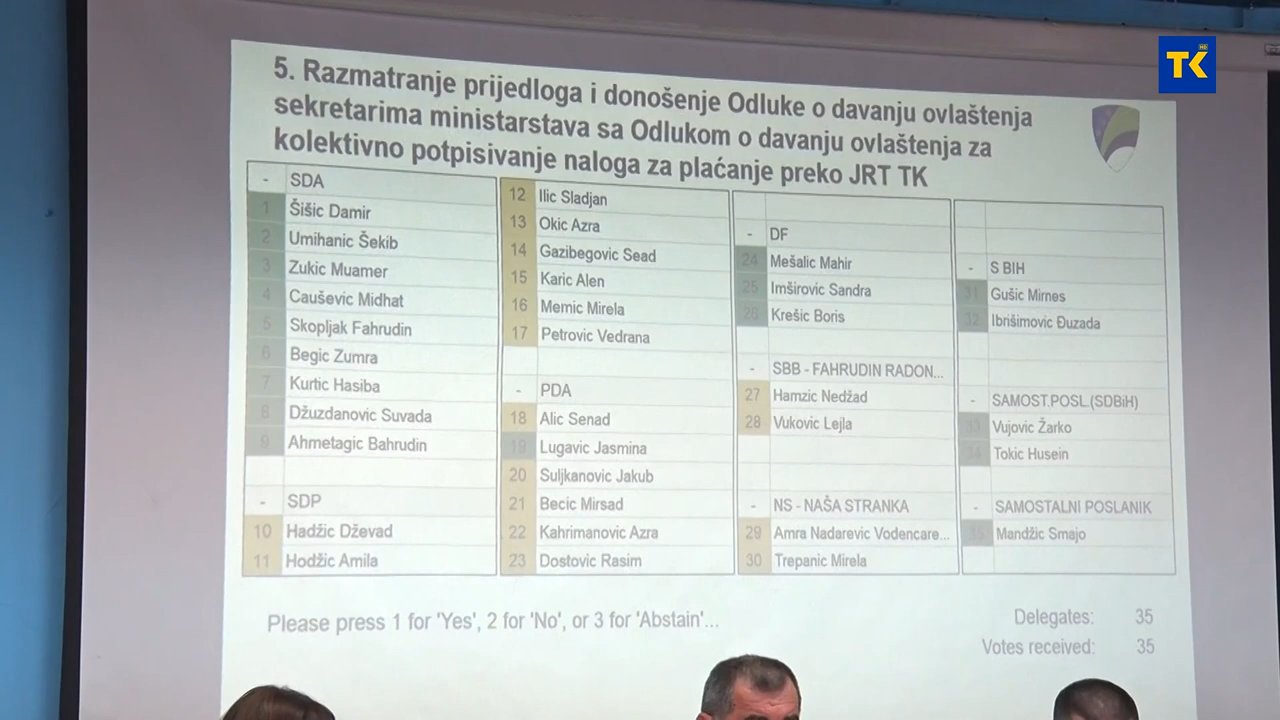 TK HD
5. Razmatranje prijedloga i donošenje Odluke o davanju ovlaštenja
sekretarima ministarstava sa Odlukom o davanju ovlaštenja za
kolektivno potpisivanje naloga za plaćanje preko JRT TK
- SDA
1 Šišic Damir
2 Umihanic Šekib
3 Zukic Muamer
4 Cauševic Midhat
5 Skopljak Fahrudin
6 Begic Zumra
7 Kurtic Hasiba
8 Džuzdanovic Suvada
9 Ahmetagic Bahrudin
- SDP
10 Hadžic Dževad
11 Hodžic Amila
12 Ilic Sladjan
13 Okic Azra
14 Gazibegovic Sead
15 Karic Alen
16 Memic Mirela
17 Petrovic Vedrana
- PDA
18 Alic Senad
19 Lugavic Jasmina
20 Suljkanovic Jakub
21 Becic Mirsad
22 Kahrimanovic Azra
23 Dostovic Rasim
- DF
24 Mešalic Mahir
25 Imširovic Sandra
26 Krešic Boris
- SBB - FAHRUDIN RADON...
27 Hamzic Nedžad
28 Vukovic Lejla
- NS - NAŠA STRANKA
29 Amra Nadarevic Vodencare...
30 Trepanic Mirela
- S BIH
31 Gušic Mirnes
32 Ibrišimovic Đuzada
- SAMOST.POSL.(SDBiH)
33 Vujovic Žarko
34 Tokic Husein
- SAMOSTALNI POSLANIK
35 Mandžic Smajo
Please press 1 for 'Yes', 2 for 'No', or 3 for 'Abstain'...
Delegates: 35
Votes received: 35